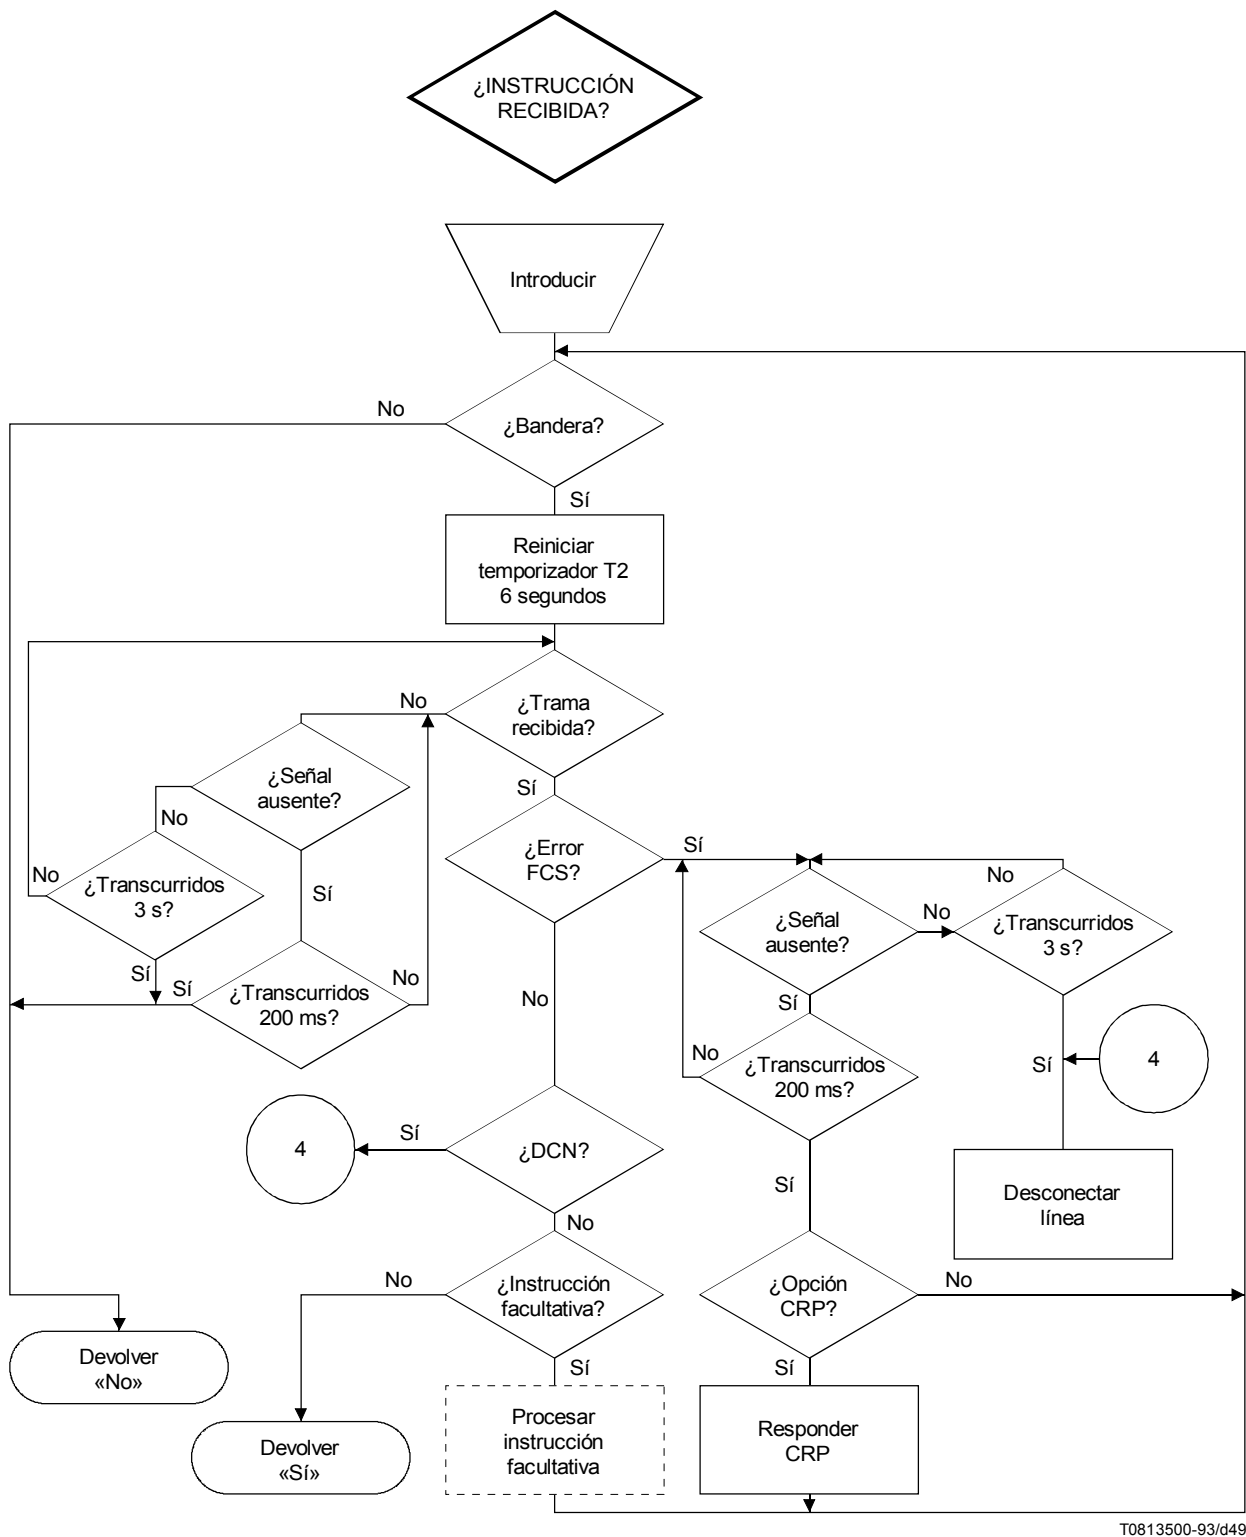 ¿INSTRUCCIÓN
RECIBIDA?
Introducir
No
¿Bandera?
Sí
Reiniciar
temporizador T2
6 segundos
No
¿Trama
recibida?
Sí
¿Señal
ausente?
No
¿Error
FCS?
Sí
No
¿Transcurridos
3 s?
Sí
No
¿Señal
ausente?
No
¿Transcurridos
3 s?
Sí
Sí
¿Transcurridos
200 ms?
No
No
Sí
No
¿Transcurridos
200 ms?
Sí
4
4
Sí
¿DCN?
Sí
Desconectar
línea
No
No
¿Instrucción
facultativa?
¿Opción
CRP?
No
Sí
Sí
Devolver
«No»
Devolver
«Sí»
Procesar
instrucción
facultativa
Responder
CRP
T0813500-93/d49